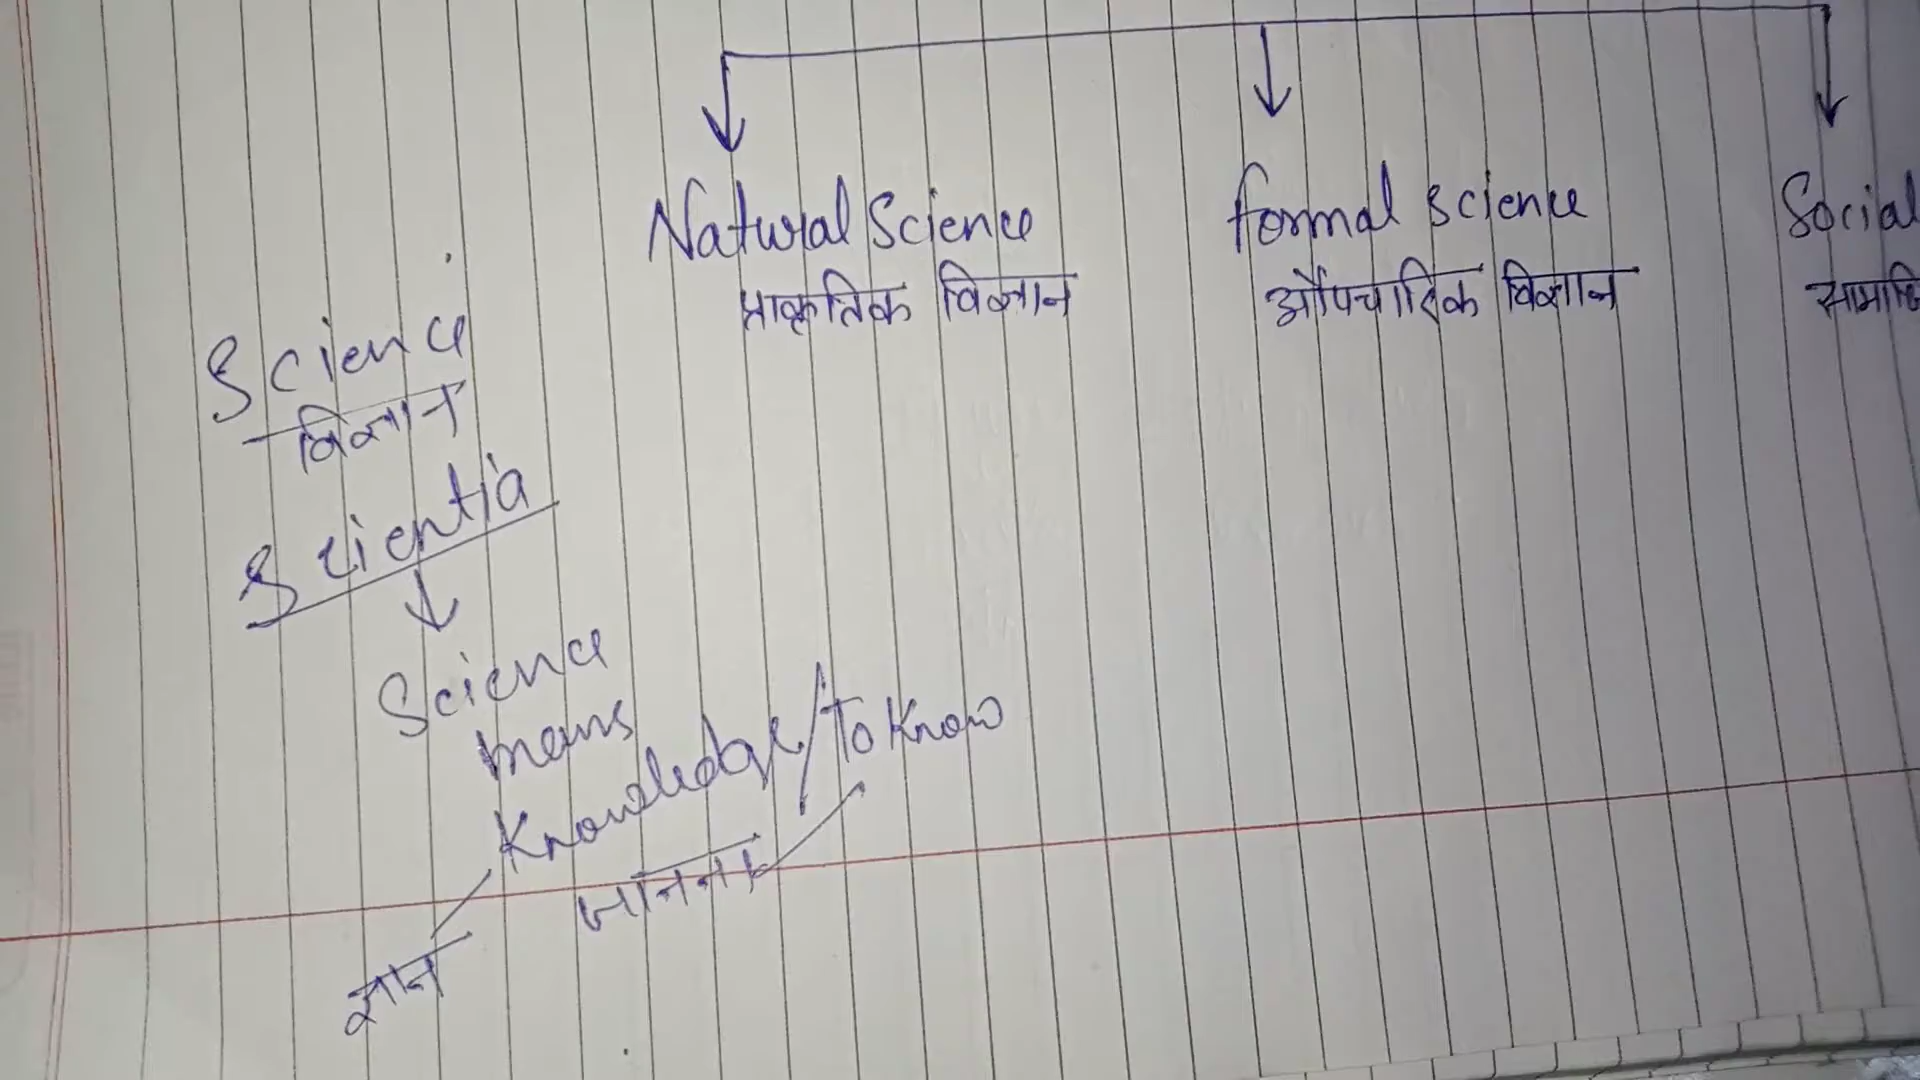 Natural Science
प्राकृतिक विज्ञान
formal science
औपचारिक विज्ञान
Social
सामाजि
Science
विज्ञान
Scientia
Science
means
Knowledge/To Know
ज्ञान
जानना